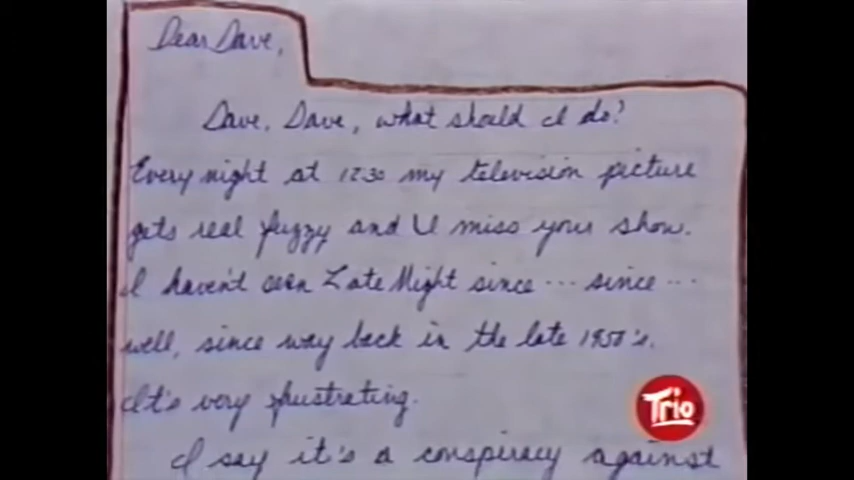 Dear Dave,
Dave, Dave, what should I do?
Every night at 12:30 my television picture
gets real fuzzy and I miss your show.
I haven't seen Late Night since ... since ...
well, since way back in the late 1950's.
It's very frustrating.
Trio
I say it's a conspiracy against